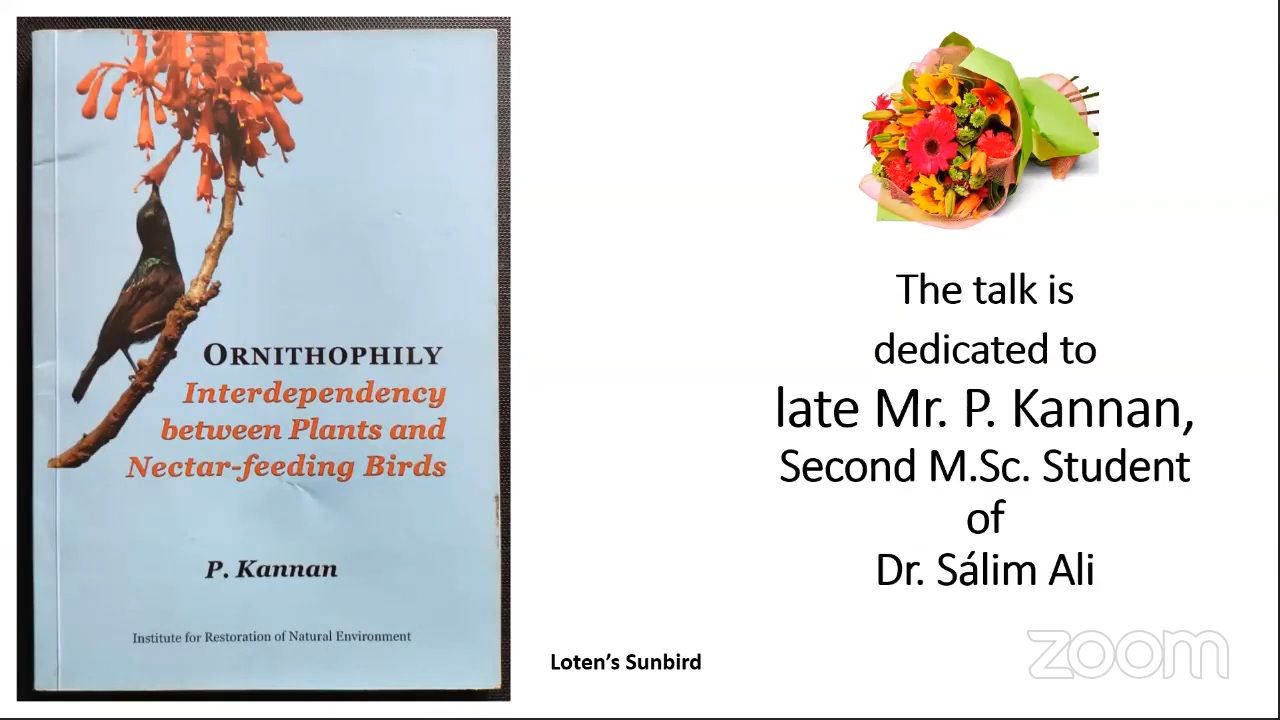 ORNITHOPHILY
Interdependency
between Plants and
Nectar-feeding Birds
P. Kannan
Institute for Restoration of Natural Environment
Loten's Sunbird
The talk is
dedicated to
late Mr. P. Kannan,
Second M.Sc. Student
of
Dr. Sálim Ali
zoom